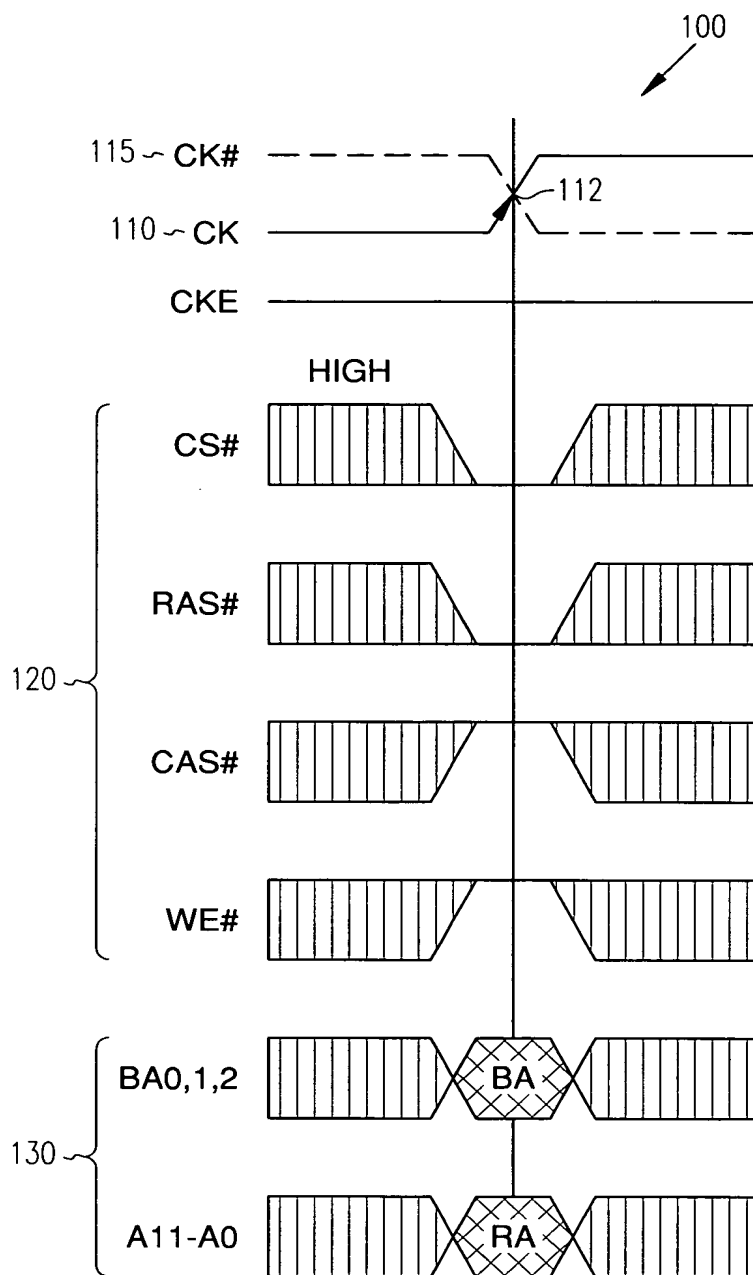 100
115 CK#
112
110 CK
CKE
HIGH
CS#
RAS#
120
CAS#
WE#
BA0,1,2 BA
130
A11-A0 RA